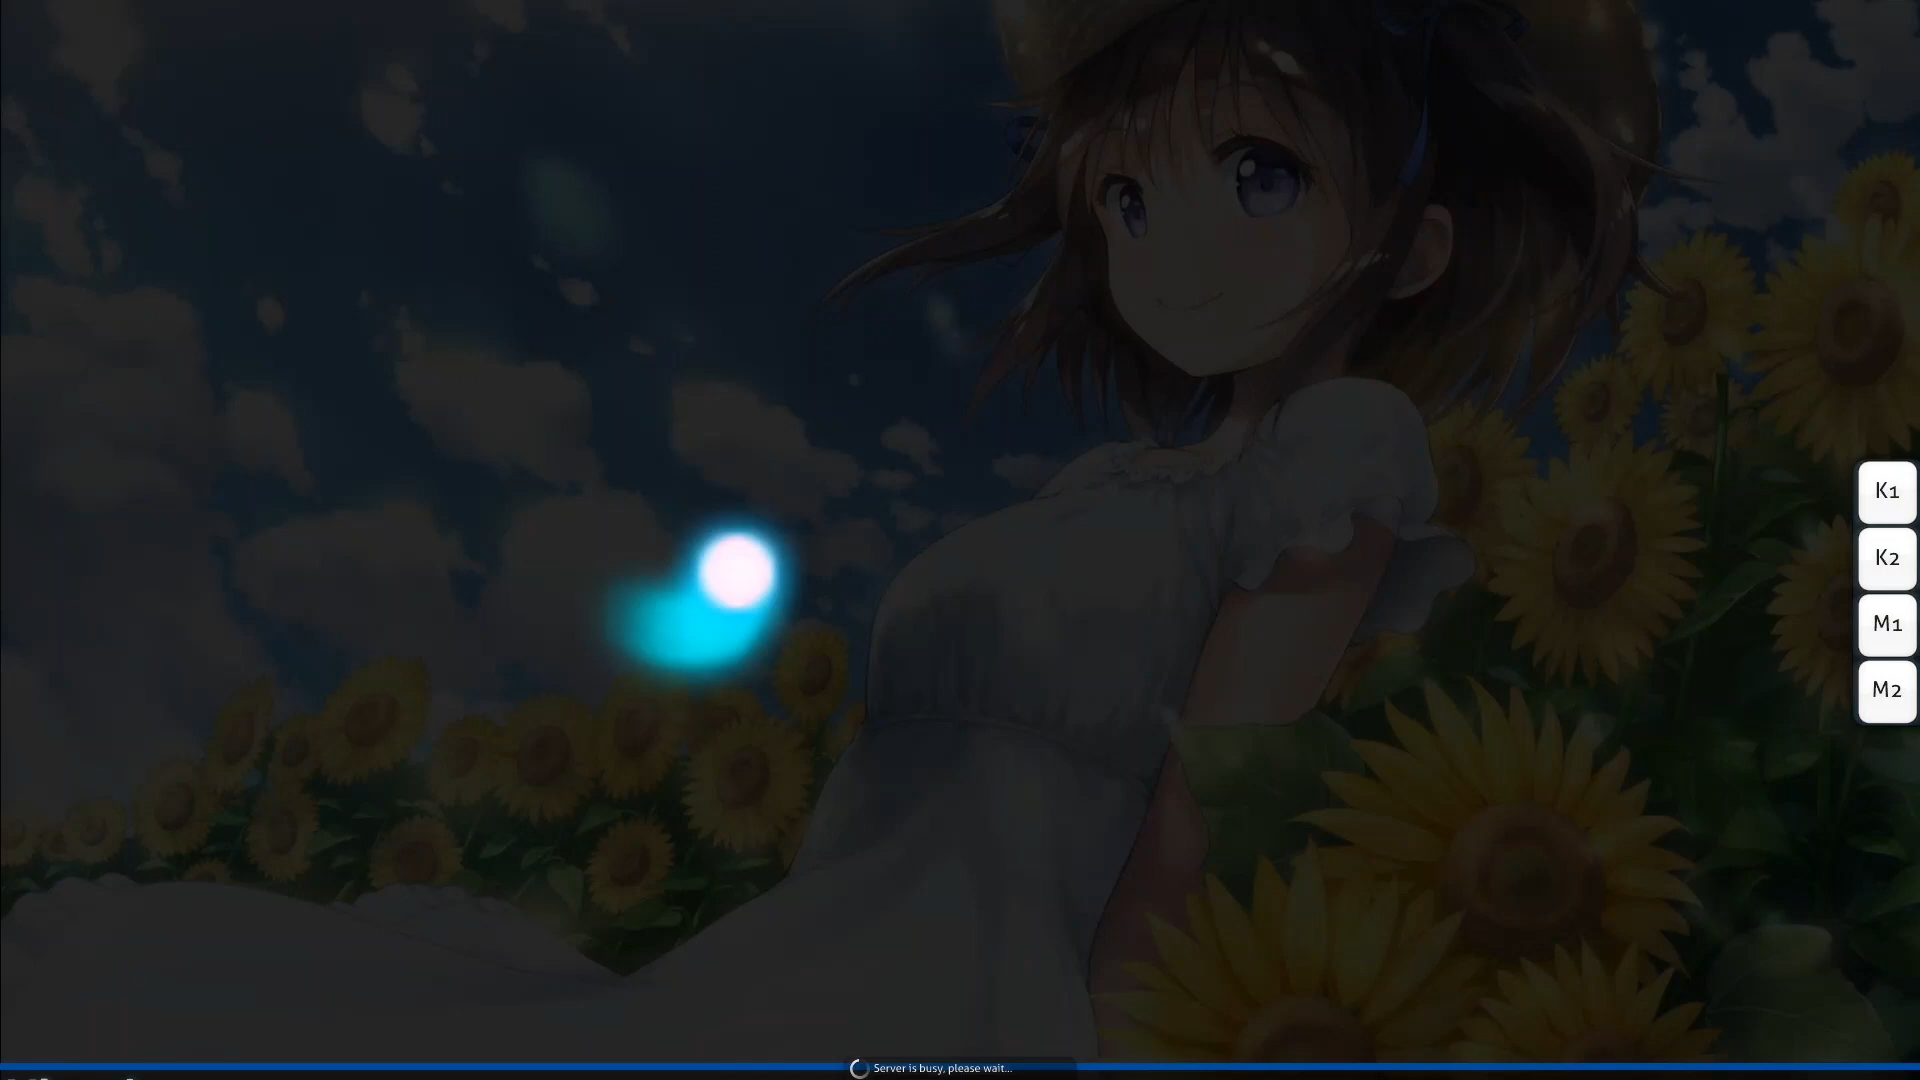 K1
K2
M1
M2
Server is busy, please wait...